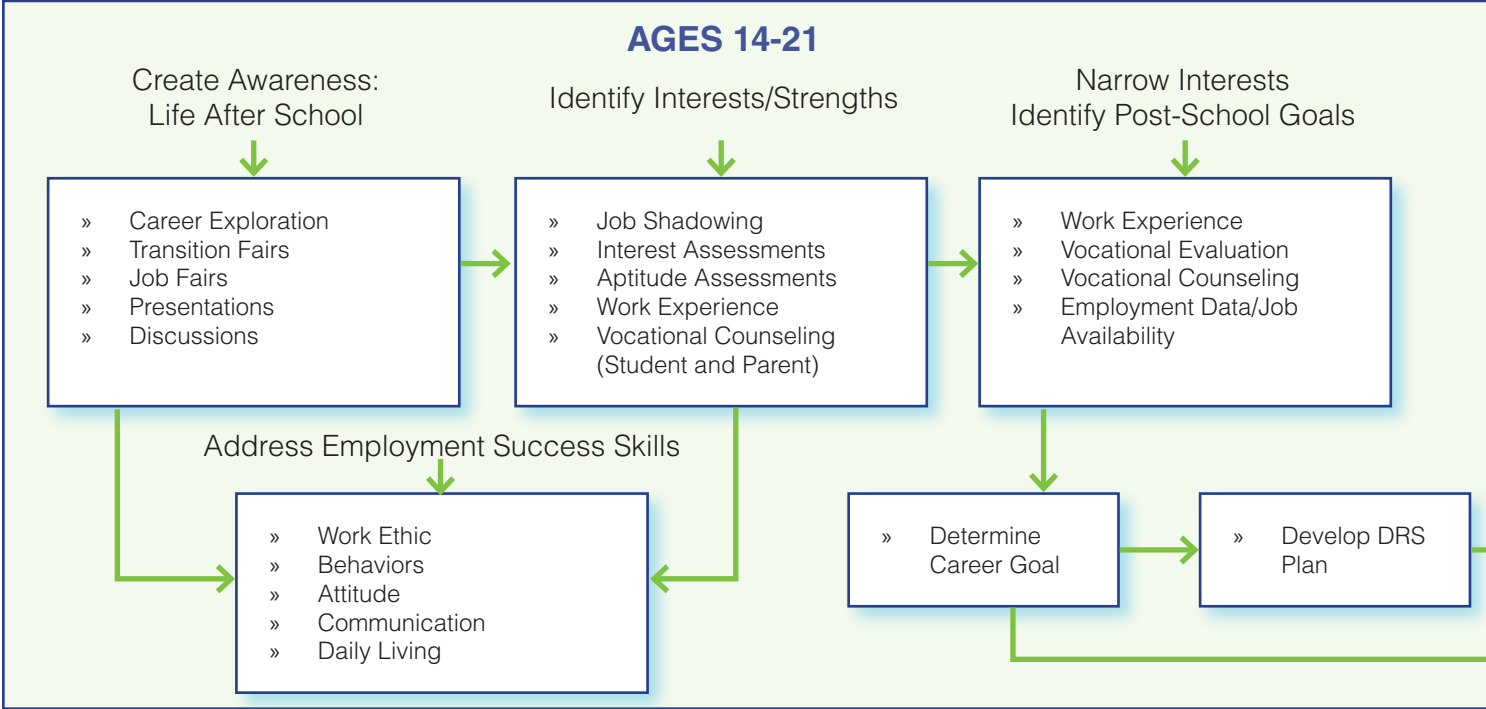 AGES 14-21
Create Awareness:
Life After School
» Career Exploration
» Transition Fairs
» Job Fairs
» Presentations
» Discussions
Identify Interests/Strengths
» Job Shadowing
» Interest Assessments
» Aptitude Assessments
» Work Experience
» Vocational Counseling
(Student and Parent)
Narrow Interests
Identify Post-School Goals
» Work Experience
» Vocational Evaluation
» Vocational Counseling
» Employment Data/Job
Availability
Address Employment Success Skills
» Work Ethic
» Behaviors
» Attitude
» Communication
» Daily Living
» Determine
Career Goal
» Develop DRS
Plan